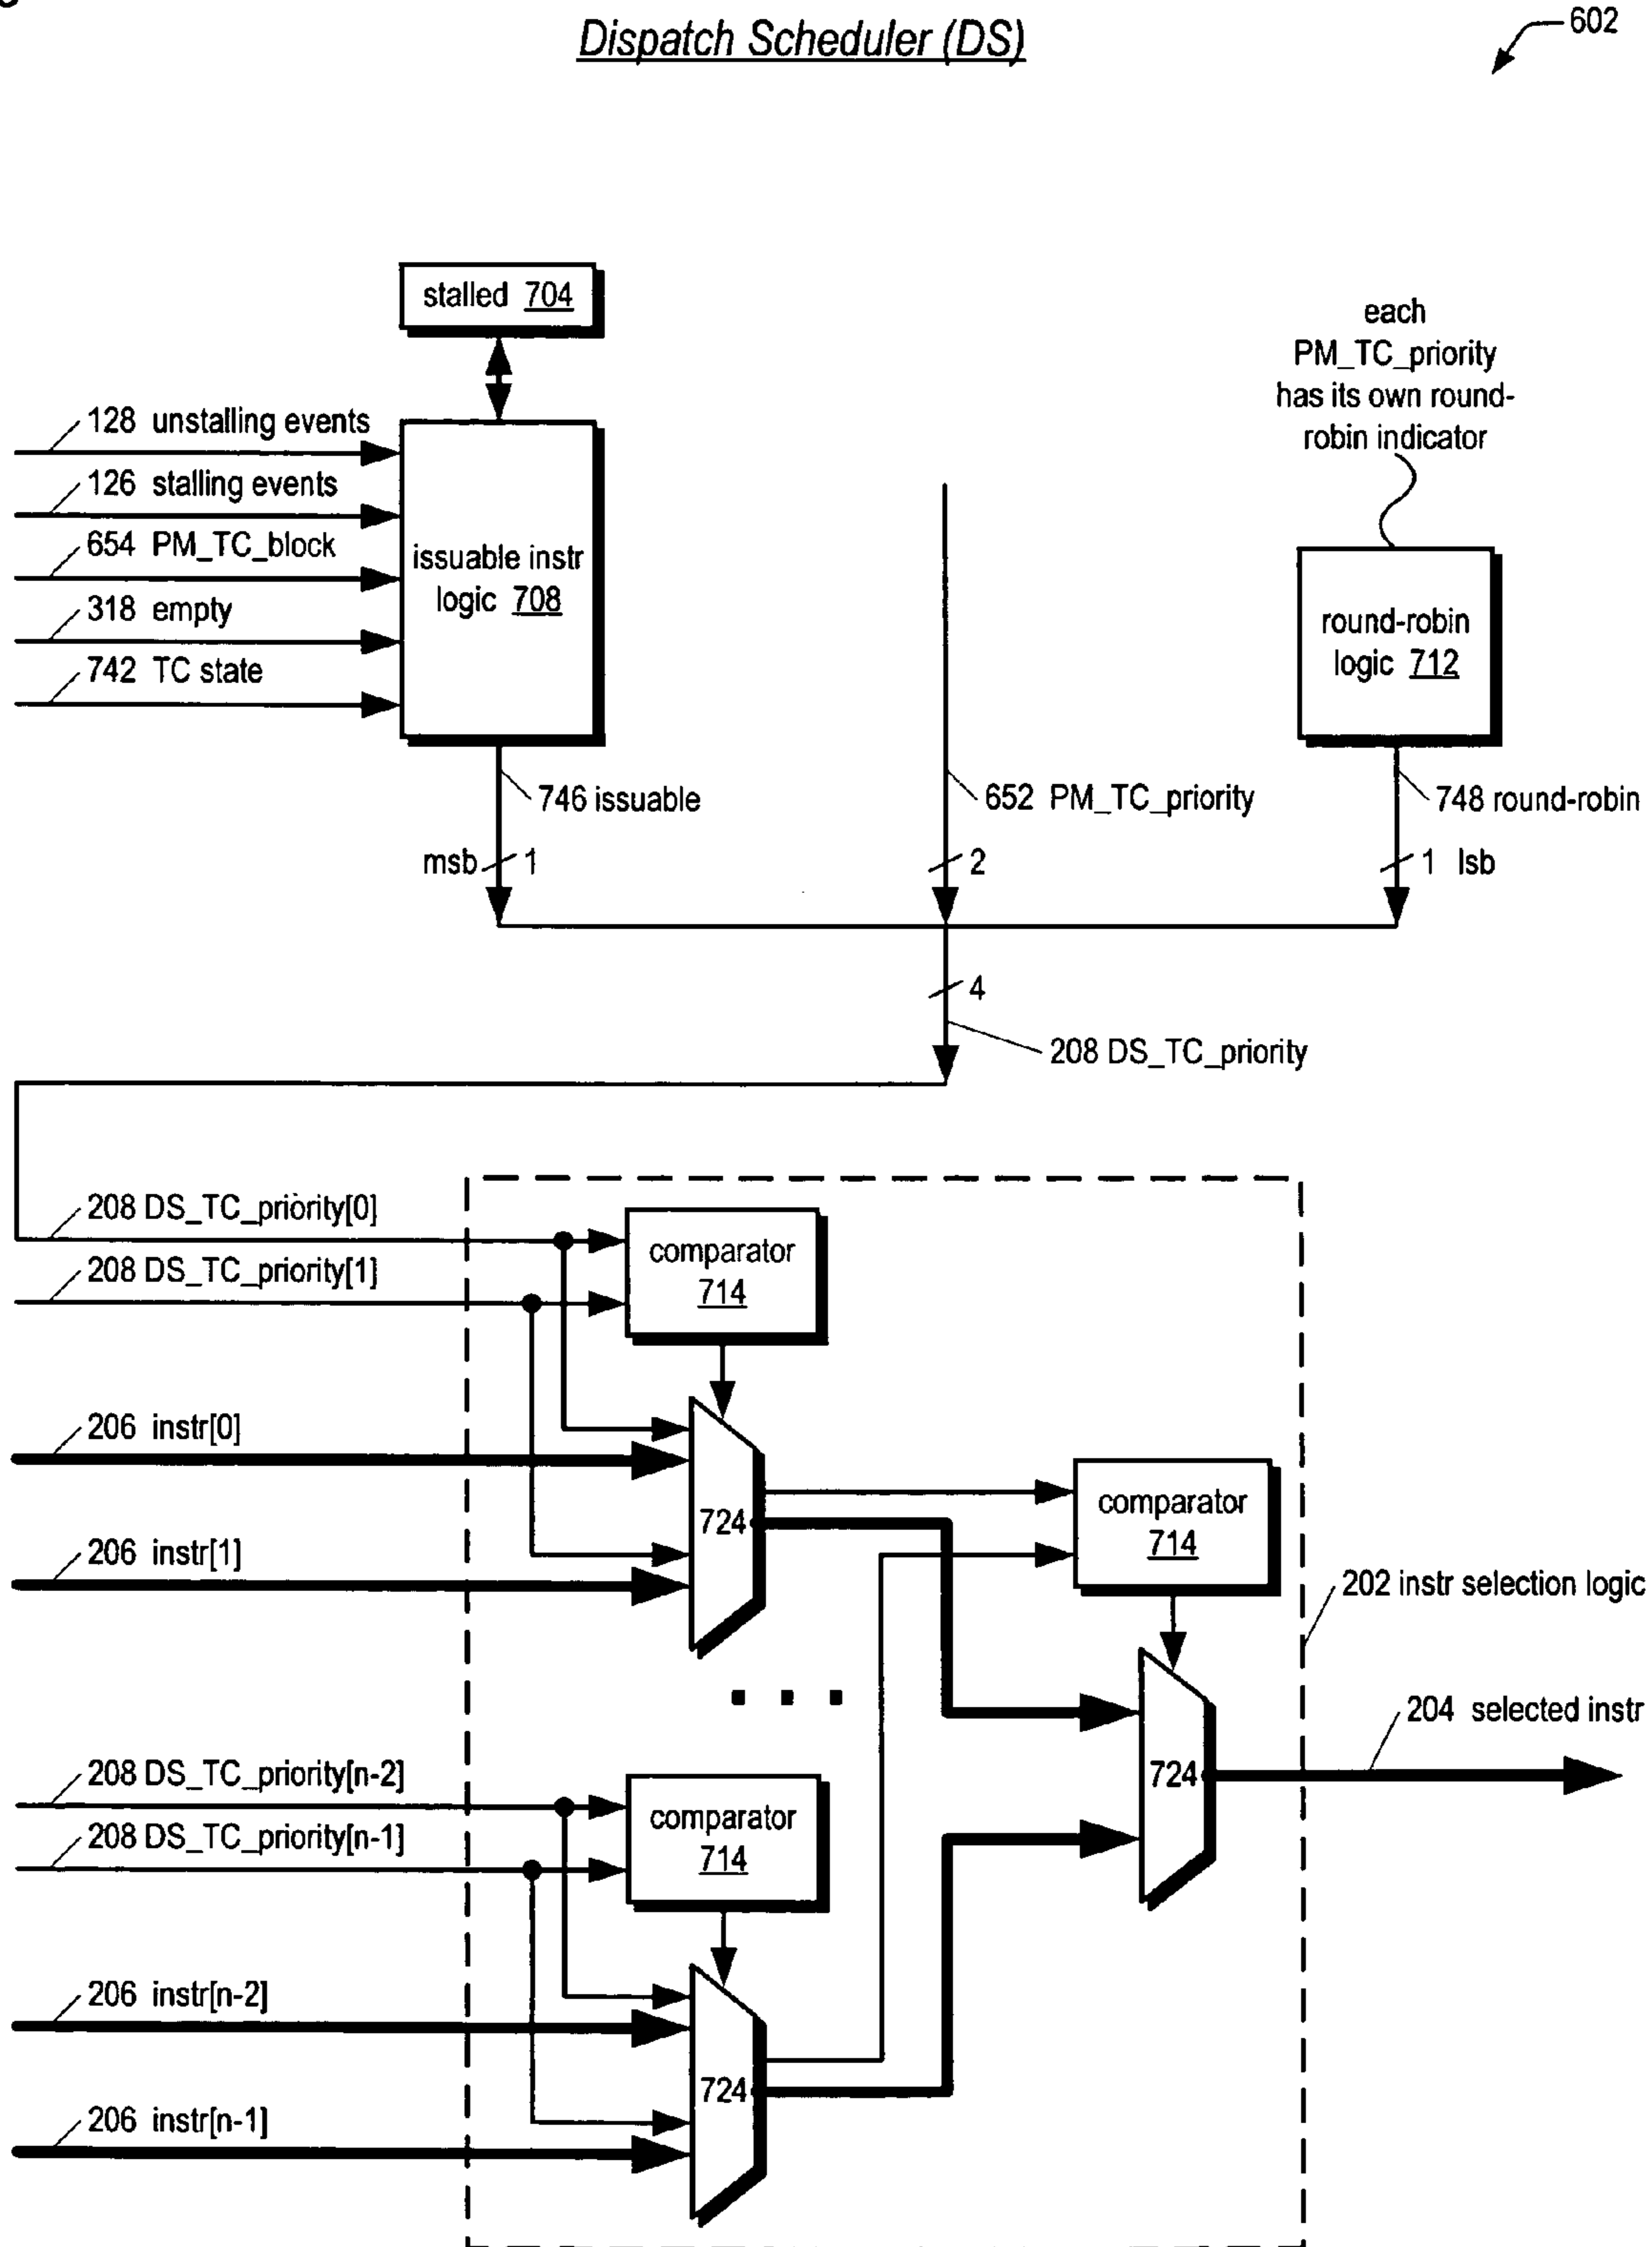 Dispatch Scheduler (DS)
602
stalled 704
each
PM_TC_priority
has its own round-
robin indicator
128 unstalling events
126 stalling events
654 PM_TC_block
318 empty
742 TC state
issuable instr
logic 708
round-robin
logic 712
746 issuable
652 PM_TC_priority
748 round-robin
msb 1
2
1 lsb
4
208 DS_TC_priority
208 DS_TC_priority[0]
208 DS_TC_priority[1]
comparator
714
206 instr[0]
724
206 instr[1]
comparator
714
202 instr selection logic
204 selected instr
724
208 DS_TC_priority[n-2]
208 DS_TC_priority[n-1]
comparator
714
206 instr[n-2]
724
206 instr[n-1]